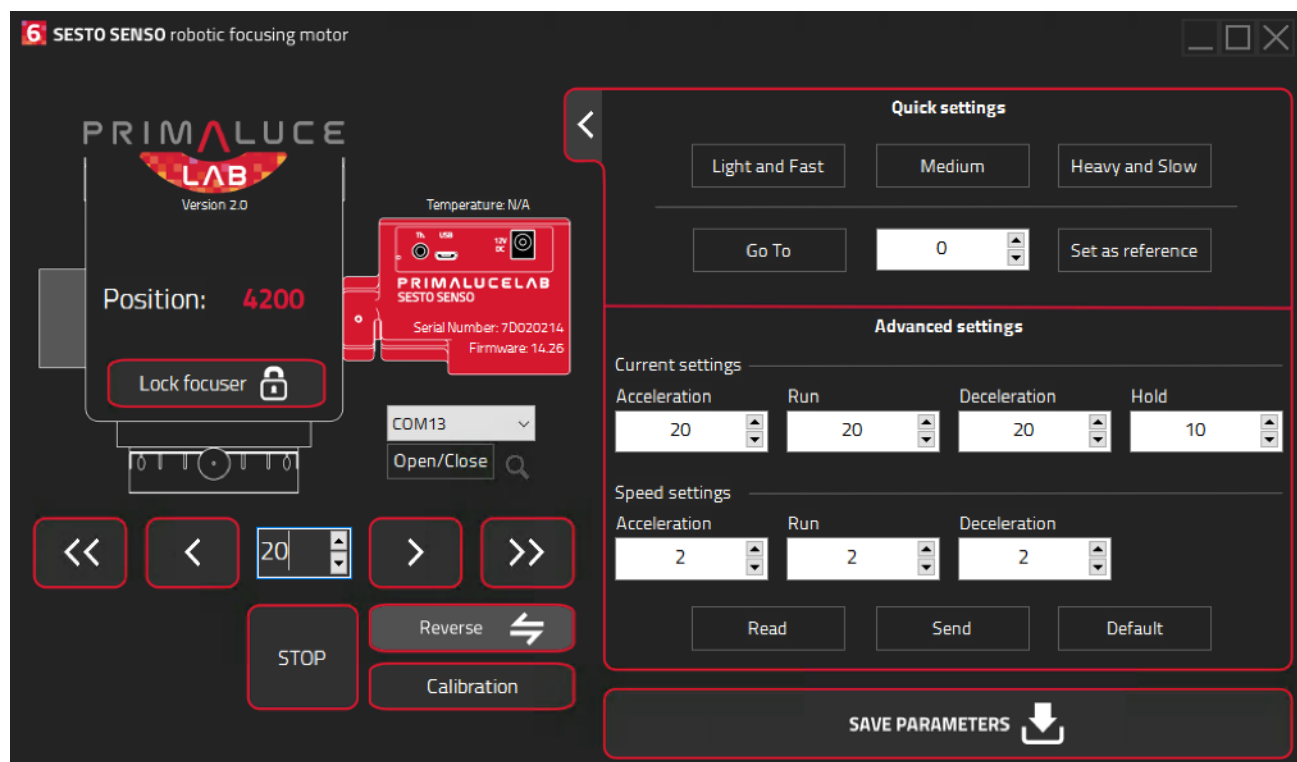 6 SESTO SENSO robotic focusing motor
PRIMALUCE
LAB
Version 2.0
Position: 4200
Lock focuser
Temperature: N/A
Th. USB 12V DC
PRIMALUCELAB
SESTO SENSO
Serial Number: 7D020214
Firmware: 14.26
COM13
Open/Close
<< < 20 > >>
STOP
Reverse
Calibration
Quick settings
Light and Fast Medium Heavy and Slow
Go To 0 Set as reference
Advanced settings
Current settings
Acceleration Run Deceleration Hold
20 20 20 10
Speed settings
Acceleration Run Deceleration
2 2 2
Read Send Default
SAVE PARAMETERS